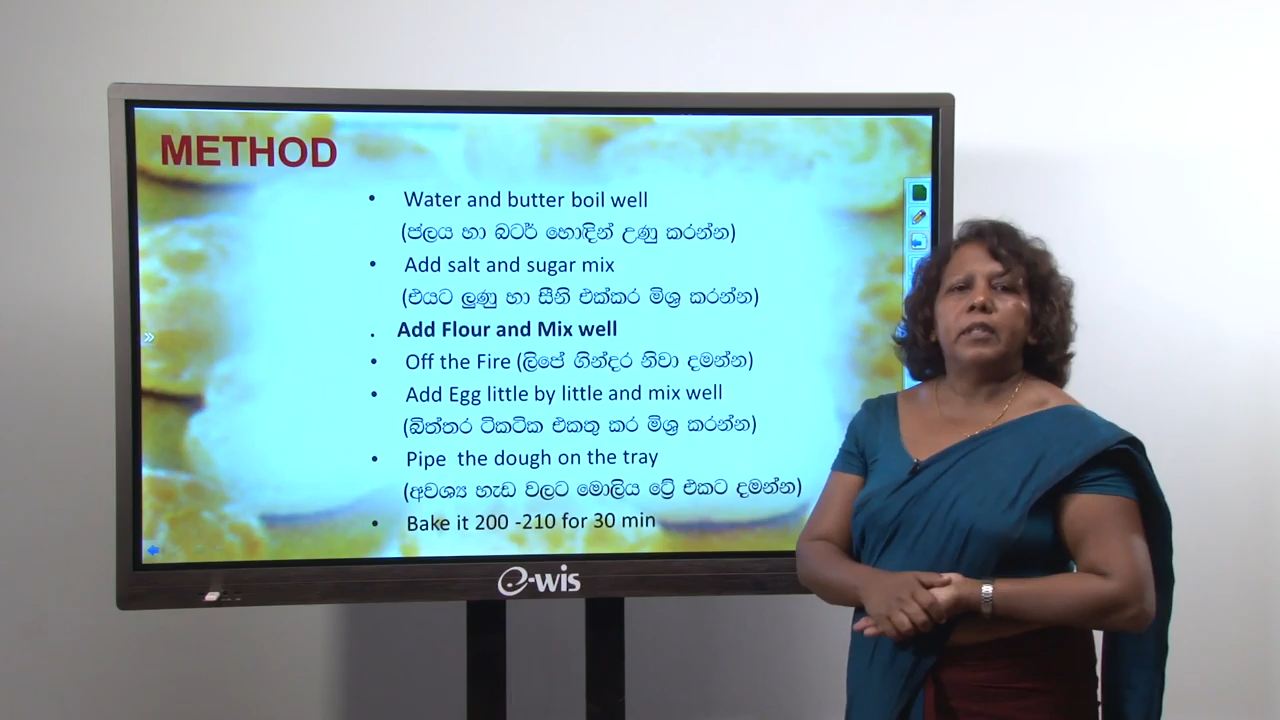 METHOD
• Water and butter boil well
(ජලය හා බටර් හොඳින් උණු කරන්න)
• Add salt and sugar mix
(එයට ලුණු හා සීනි එක්කර මිශ්‍ර කරන්න)
. Add Flour and Mix well
• Off the Fire (ලිපේ ගින්දර නිවා දමන්න)
• Add Egg little by little and mix well
(බිත්තර ටිකටික එකතු කර මිශ්‍ර කරන්න)
• Pipe the dough on the tray
(අවශ්‍ය හැඩ වලට මොලිය ට්‍රේ එකට දමන්න)
• Bake it 200 -210 for 30 min
e-wis